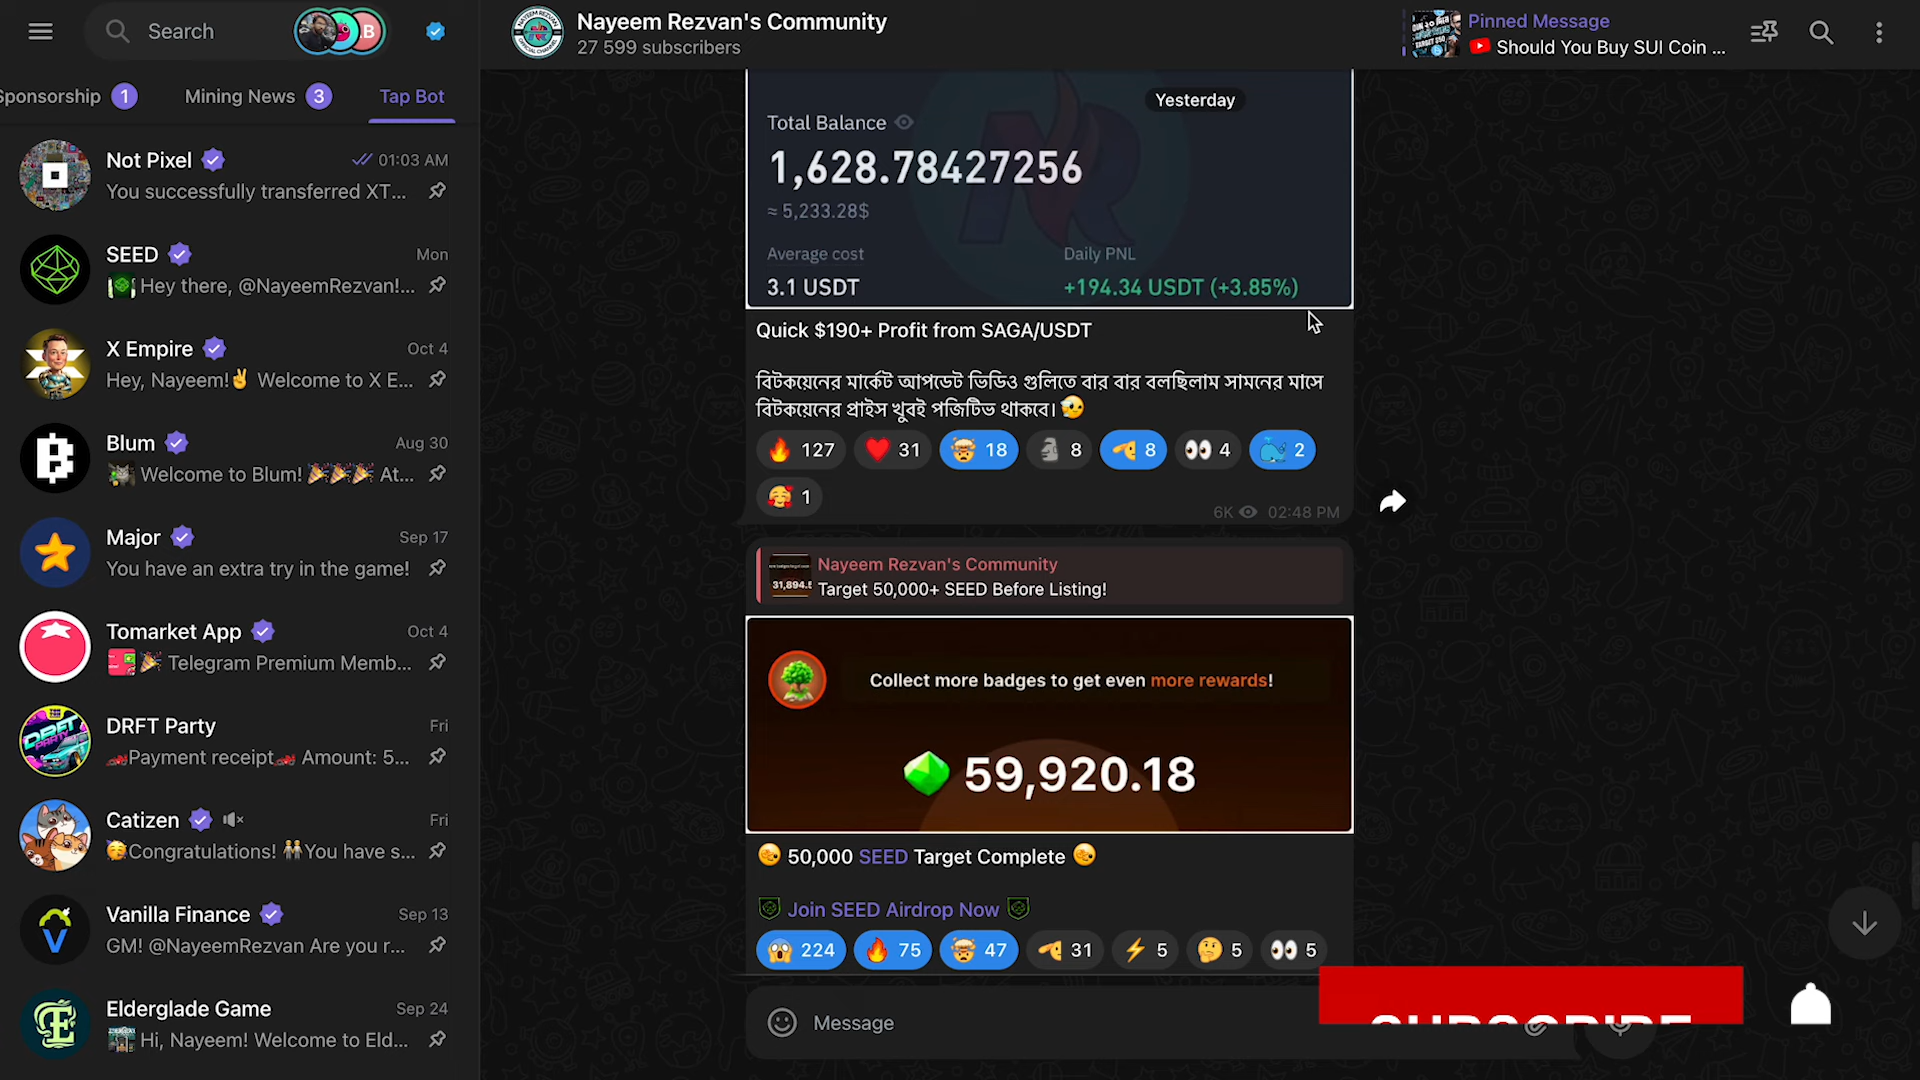 Search
B
Sponsorship 1
Mining News 3
Tap Bot
Not Pixel
01:03 AM
You successfully transferred XT...
SEED
Mon
Hey there, @NayeemRezvan!...
X Empire
Oct 4
Hey, Nayeem!✌ Welcome to X E...
Blum
Aug 30
Welcome to Blum! 🎉🎉🎉 At...
Major
Sep 17
You have an extra try in the game!
Tomarket App
Oct 4
🎉 Telegram Premium Memb...
DRFT Party
Fri
🏎Payment receipt🏎 Amount: 5...
Catizen
Fri
🥳Congratulations! 👬You have s...
Vanilla Finance
Sep 13
GM! @NayeemRezvan Are you r...
Elderglade Game
Sep 24
Hi, Nayeem! Welcome to Eld...
Nayeem Rezvan's Community
27 599 subscribers
Pinned Message
Should You Buy SUI Coin ...
Yesterday
Total Balance
1,628.78427256
≈ 5,233.28$
Average cost
Daily PNL
3.1 USDT
+194.34 USDT (+3.85%)
Quick $190+ Profit from SAGA/USDT
বিটকয়েনের মার্কেট আপডেট ভিডিও গুলিতে বার বার বলছিলাম সামনের মাসে
বিটকয়েনের প্রাইস খুবই পজিটিভ থাকবে। 🫡
🔥 127 ❤ 31 🤯 18 🗿 8 8 👀 4 🐳 2
🥰 1
6K 02:48 PM
Nayeem Rezvan's Community
Target 50,000+ SEED Before Listing!
31,894.5
Collect more badges to get even more rewards!
59,920.18
50,000 SEED Target Complete
Join SEED Airdrop Now
😱 224 🔥 75 🤯 47 31 ⚡ 5 🤔 5 👀 5
Message
SUBSCRIBE